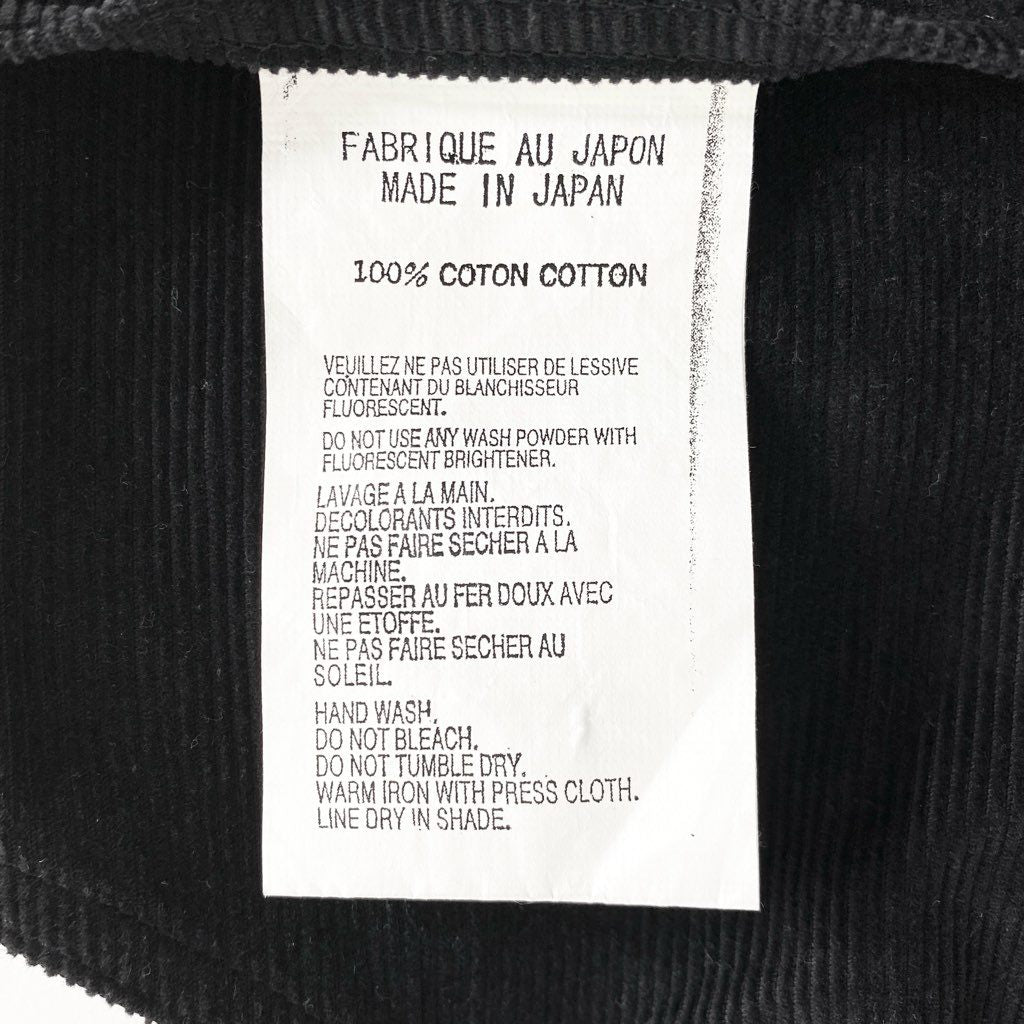 FABRIQUE AU JAPON
MADE IN JAPAN
100% COTON COTTON
VEUILLEZ NE PAS UTILISER DE LESSIVE
CONTENANT DU BLANCHISSEUR
FLUORESCENT.
DO NOT USE ANY WASH POWDER WITH
FLUORESCENT BRIGHTENER.
LAVAGE A LA MAIN.
DECOLORANTS INTERDITS.
NE PAS FAIRE SECHER A LA
MACHINE.
REPASSER AU FER DOUX AVEC
UNE ETOFFE.
NE PAS FAIRE SECHER AU
SOLEIL.
HAND WASH.
DO NOT BLEACH.
DO NOT TUMBLE DRY.
WARM IRON WITH PRESS CLOTH.
LINE DRY IN SHADE.